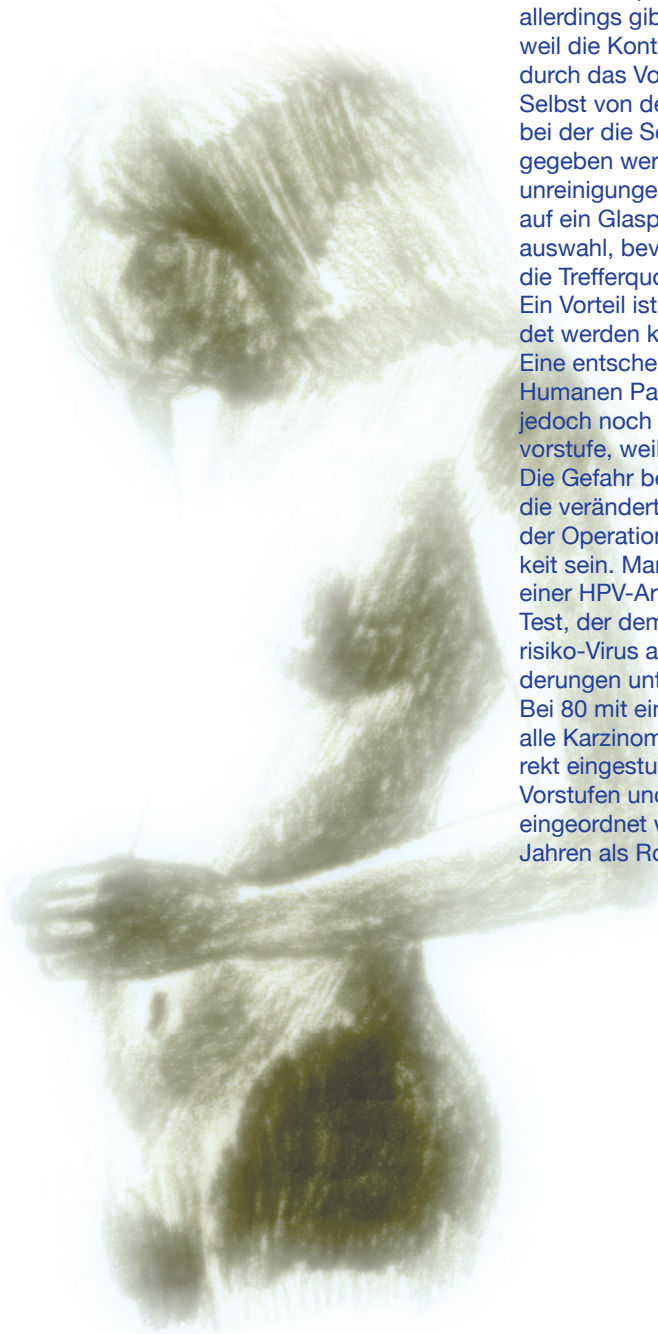 allerdings gib
weil die Kont
durch das Vo
Selbst von de
bei der die Se
gegeben wer
unreinigunge
auf ein Glasp
auswahl, bev
die Trefferquo
Ein Vorteil ist
det werden k
Eine entsche
Humanen Pa
jedoch noch
vorstufe, weil
Die Gefahr be
die verändert
der Operation
keit sein. Mar
einer HPV-Ar
Test, der dem
risiko-Virus a
derungen unt
Bei 80 mit ein
alle Karzinom
rekt eingestu
Vorstufen und
eingeordnet v
Jahren als Ro